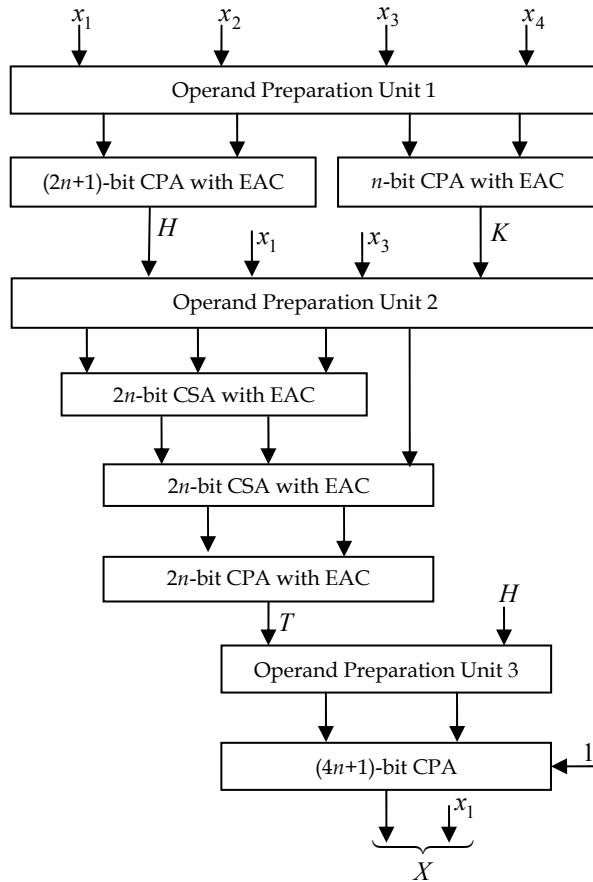 x₁ x₂ x₃ x₄
Operand Preparation Unit 1
(2n+1)-bit CPA with EAC
n-bit CPA with EAC
H x₁ x₃ K
Operand Preparation Unit 2
2n-bit CSA with EAC
2n-bit CSA with EAC
2n-bit CPA with EAC
T H
Operand Preparation Unit 3
(4n+1)-bit CPA
1
x₁
X